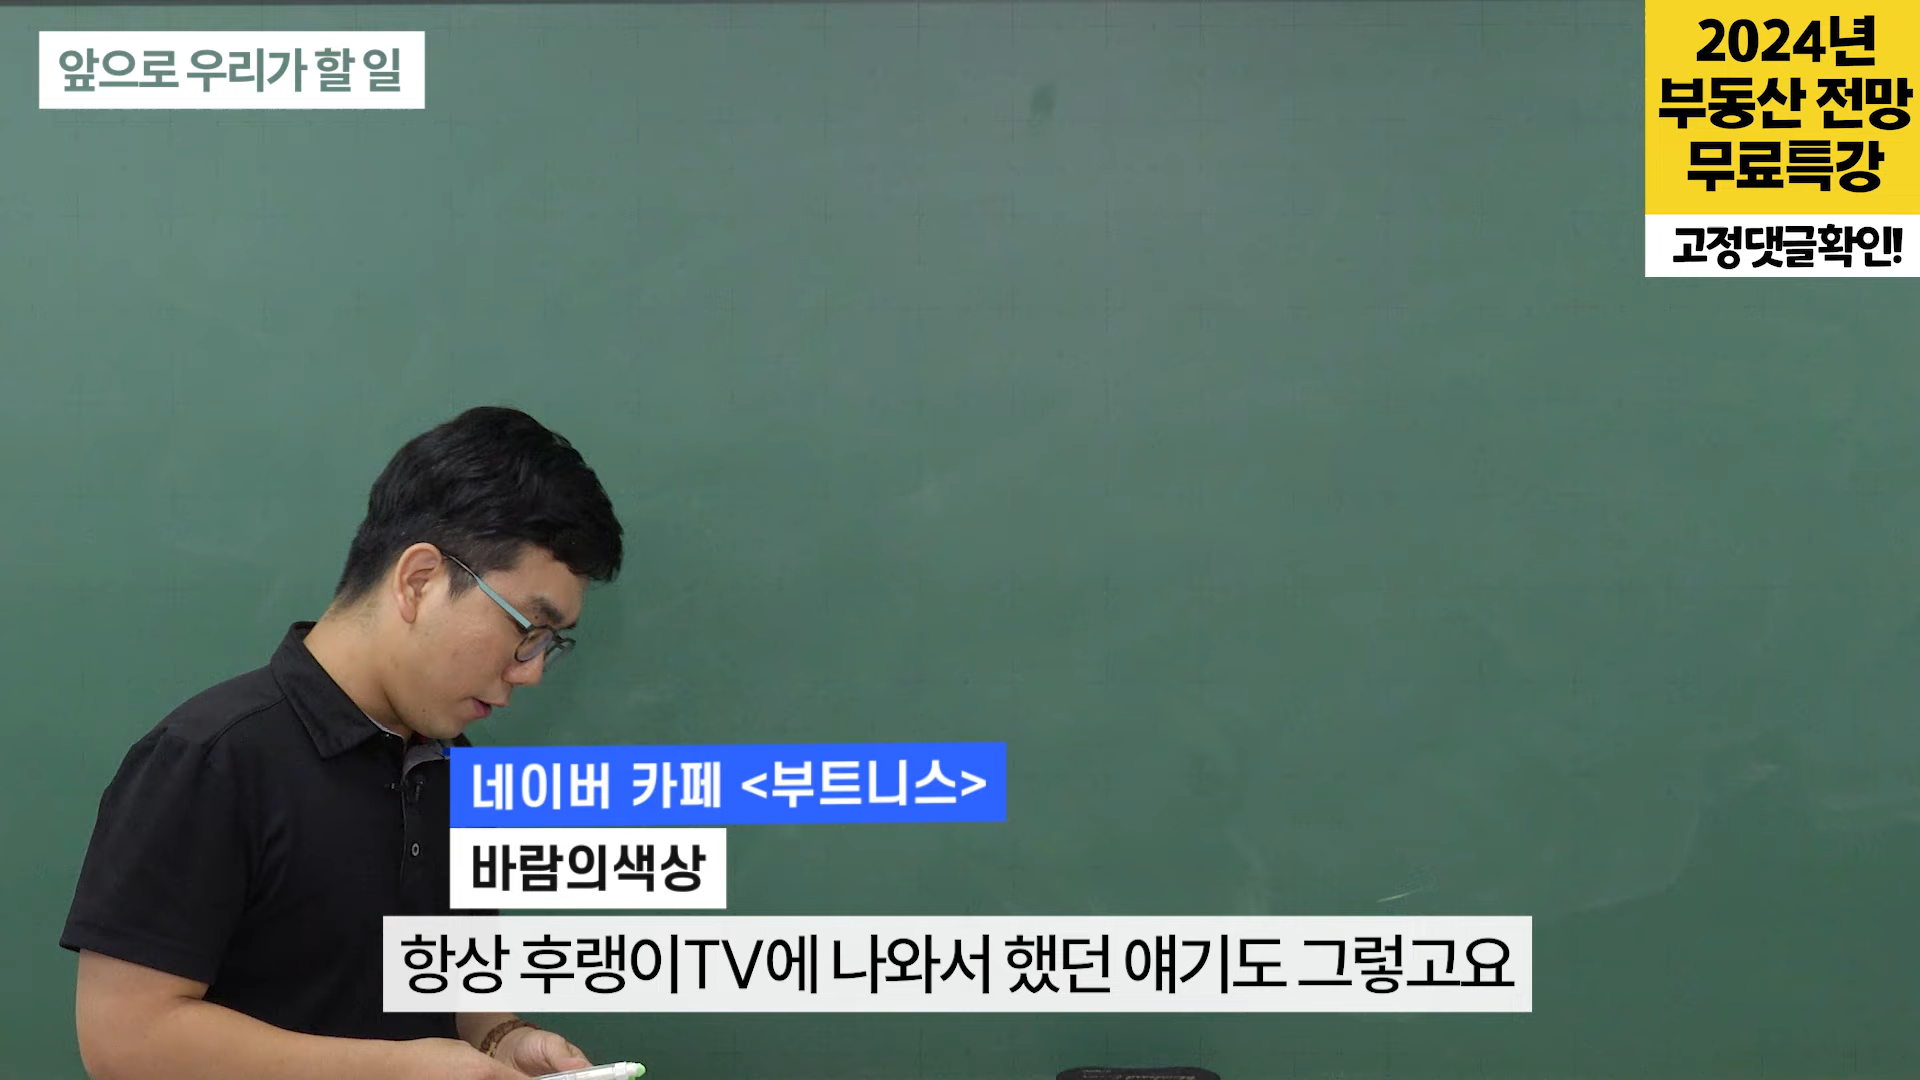 앞으로 우리가 할 일
2024년
부동산 전망
무료특강
고정댓글확인!
네이버 카페 <부트니스>
바람의색상
항상 후랭이TV에 나와서 했던 얘기도 그렇고요